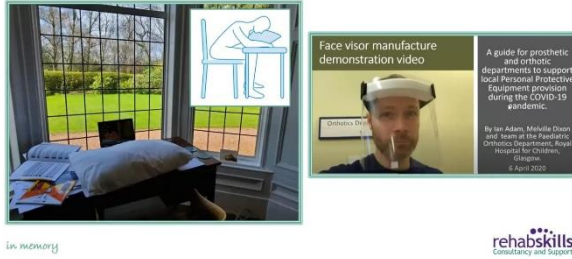 Face visor manufacture
demonstration video
Orthotics De
A guide for prosthetic
and orthotic
departments to support
local Personal Protective
Equipment provision
during the COVID-19
pandemic.
By Ian Adam, Melville Dixon
and team at the Paediatric
Orthotics Department, Royal
Hospital for Children,
Glasgow.
6 April 2020
in memory
rehabskills
Consultancy and Support